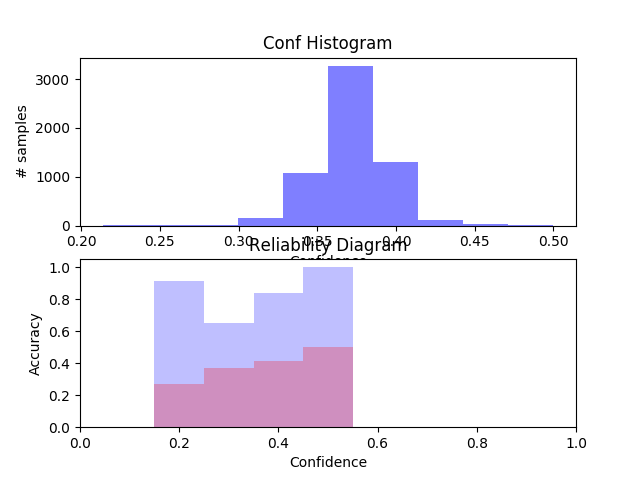 Conf Histogram
# samples
3000
2000
1000
0
0.20 0.25 0.30 0.35 0.40 0.45 0.50
Confidence
Reliability Diagram
Accuracy
1.0
0.8
0.6
0.4
0.2
0.0
0.0 0.2 0.4 0.6 0.8 1.0
Confidence